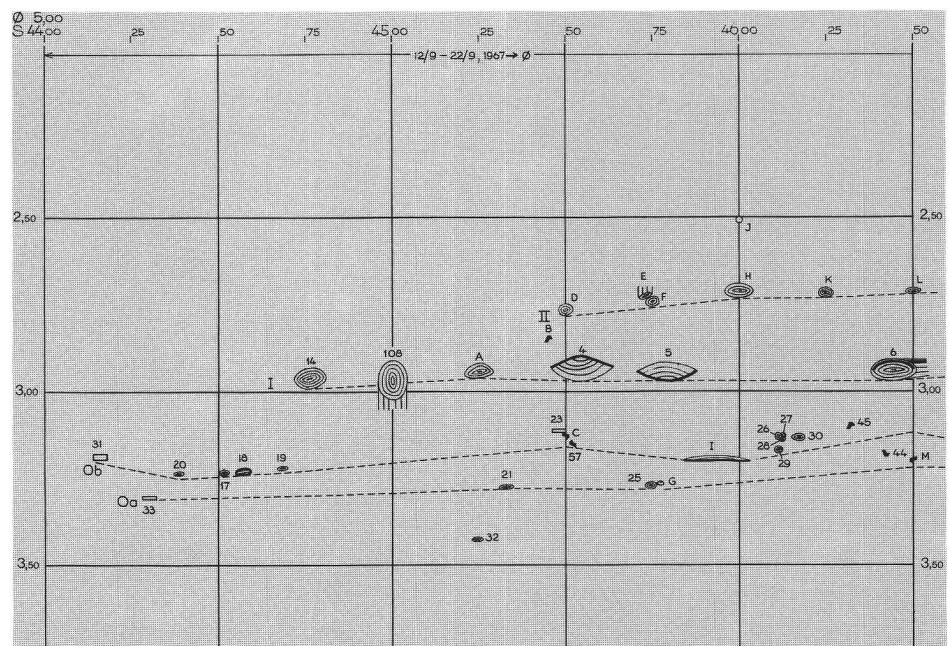 Ø 5,00
S 44,00 25 50 75 45,00 25 50 75 40,00 25 50
12/9 – 22/9, 1967 → Ø
2,50 2,50
J
E H K L
D F
II
B
14 108 A 4 5 6
I
3,00 3,00
23 C 27 45
26 30
31 57 I 28 44 M
Ob 20 18 19 29
17 21 25 G
Oa 33
32
3,50 3,50